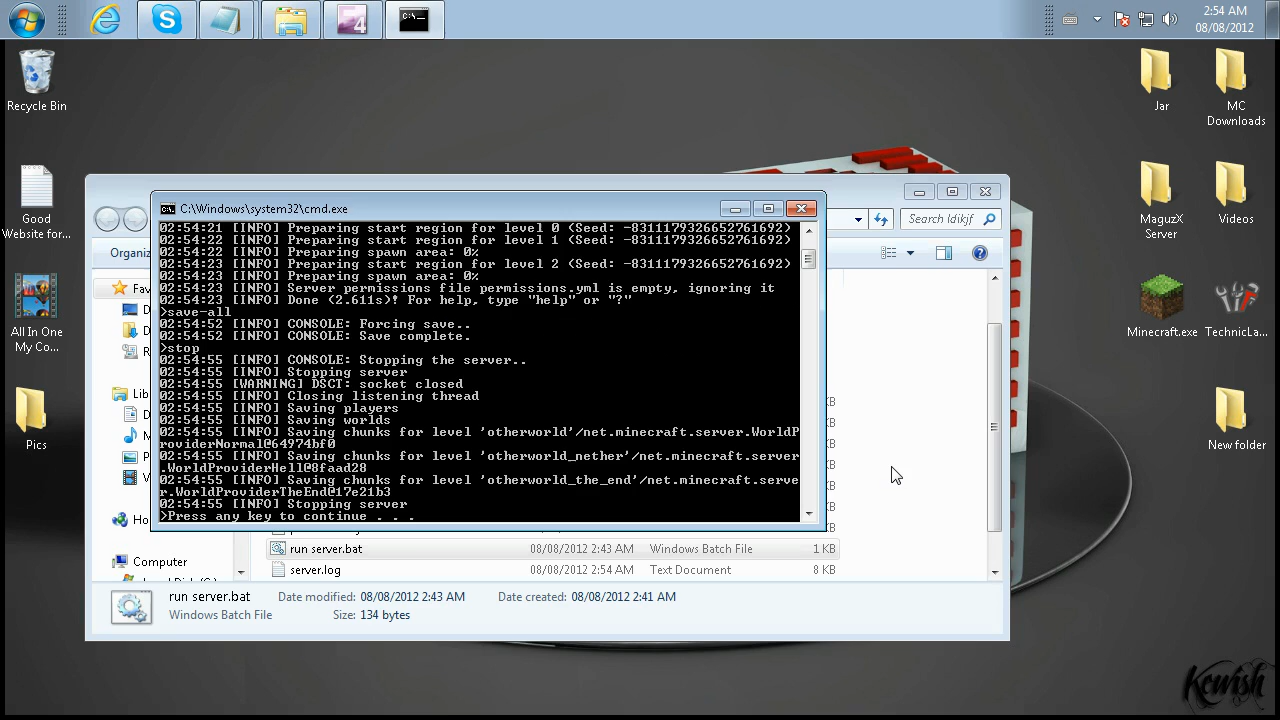 2:54 AM
08/08/2012
Recycle Bin
Good
Website for...
All In One
My Co...
Pics
Jar
MC
Downloads
MaguzX
Server
Videos
Minecraft.exe
TechnicLa...
New folder
C:\Windows\system32\cmd.exe
02:54:21 [INFO] Preparing start region for level 0 (Seed: -8311179326652761692)
02:54:22 [INFO] Preparing start region for level 1 (Seed: -8311179326652761692)
02:54:22 [INFO] Preparing spawn area: 0%
02:54:23 [INFO] Preparing start region for level 2 (Seed: -8311179326652761692)
02:54:23 [INFO] Preparing spawn area: 0%
02:54:23 [INFO] Server permissions file permissions.yml is empty, ignoring it
02:54:23 [INFO] Done (2.611s)! For help, type "help" or "?"
>save-all
02:54:52 [INFO] CONSOLE: Forcing save..
02:54:52 [INFO] CONSOLE: Save complete.
>stop
02:54:55 [INFO] CONSOLE: Stopping the server..
02:54:55 [INFO] Stopping server
02:54:55 [WARNING] DSCT: socket closed
02:54:55 [INFO] Closing listening thread
02:54:55 [INFO] Saving players
02:54:55 [INFO] Saving worlds
02:54:55 [INFO] Saving chunks for level 'otherworld'/net.minecraft.server.WorldP
roviderNormal@64974bf0
02:54:55 [INFO] Saving chunks for level 'otherworld_nether'/net.minecraft.server
.WorldProviderHell@8faad28
02:54:55 [INFO] Saving chunks for level 'otherworld_the_end'/net.minecraft.serve
r.WorldProviderTheEnd@17e21b3
02:54:55 [INFO] Stopping server
>Press any key to continue . . .
Search ldikjf
Organiz
Fav
D
D
R
Lib
D
M
P
V
Ho
Computer
KB
KB
KB
KB
KB
KB
KB
run server.bat 08/08/2012 2:43 AM Windows Batch File 1 KB
server.log 08/08/2012 2:54 AM Text Document 8 KB
run server.bat Date modified: 08/08/2012 2:43 AM Date created: 08/08/2012 2:41 AM
Windows Batch File Size: 134 bytes
Kewish